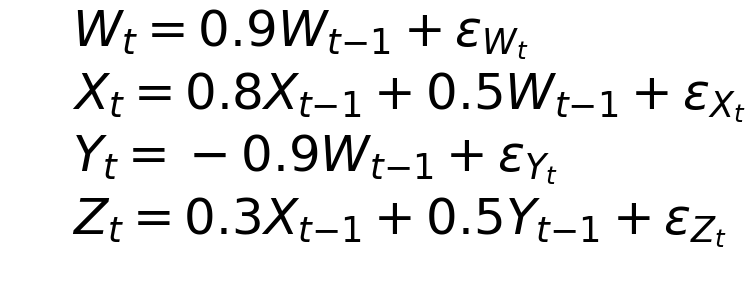 W_t = 0.9W_{t−1} + ε_{W_t}
X_t = 0.8X_{t−1} + 0.5W_{t−1} + ε_{X_t}
Y_t = −0.9W_{t−1} + ε_{Y_t}
Z_t = 0.3X_{t−1} + 0.5Y_{t−1} + ε_{Z_t}